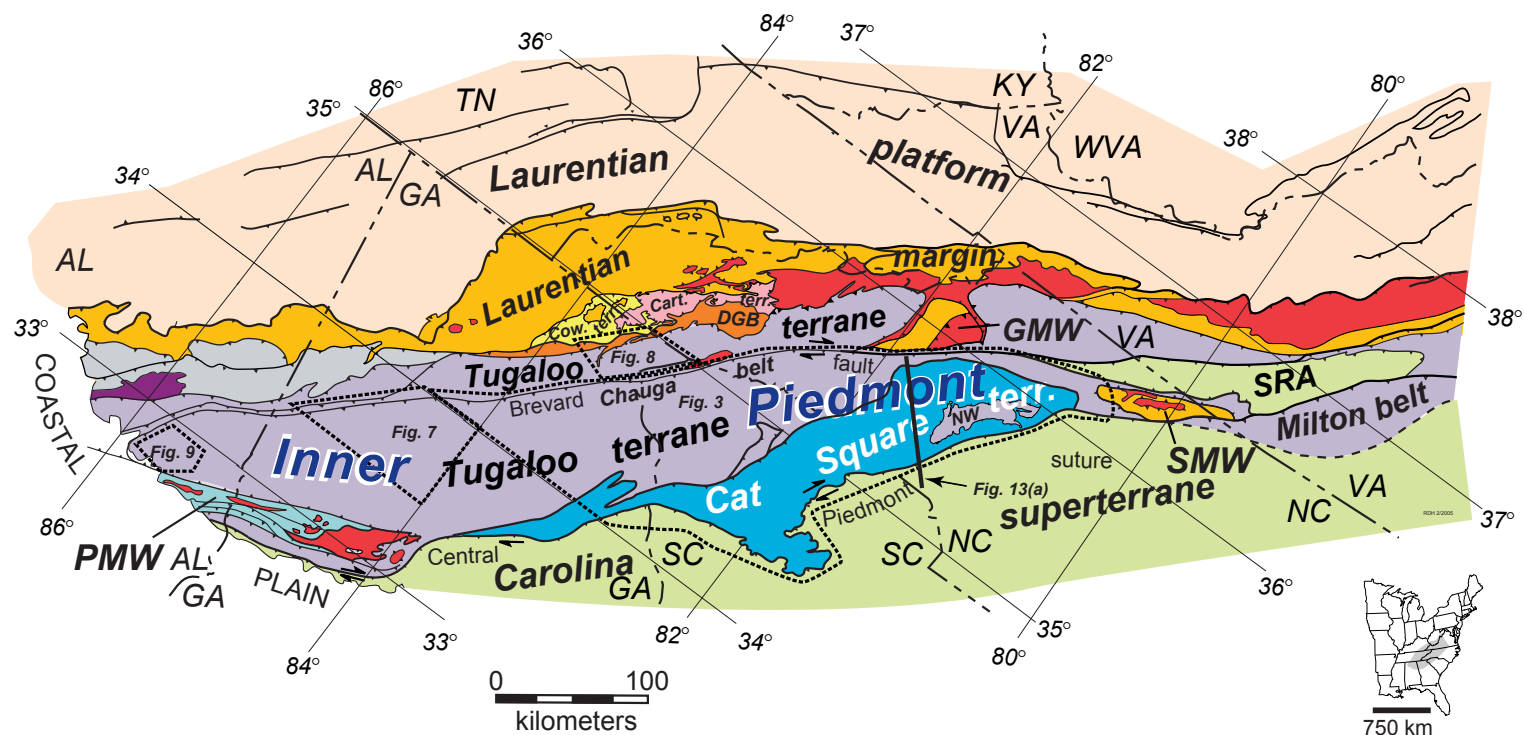 84°
37°
36°
82°
KY
86°
TN
80°
35°
VA
WVA
38°
platform
AL
Laurentian
GA
34°
AL
margin
Laurentian
Cart.
terr.
Cow.
terr.
DGB
terrane
GMW
VA
38°
33°
Fig. 8
COASTAL
Tugaloo
belt
fault
SRA
Brevard
Chauga
Piedmont
Fig. 3
terr.
NW
Milton belt
Fig. 7
terrane
Square
Fig. 9
Inner
Tugaloo
suture
SMW
Cat
Fig. 13(a)
superterrane
VA
86°
Piedmont
NC
RDH 2/2005
37°
PMW
AL
GA
PLAIN
Central
Carolina
SC
GA
SC
NC
36°
84°
33°
82°
34°
35°
80°
0
100
kilometers
750 km